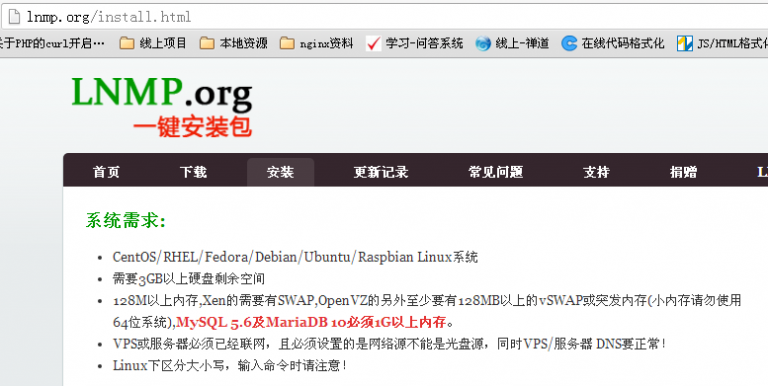 lnmp.org/install.html
关于PHP的curl开启… 线上项目 本地资源 nginx资料 学习-问答系统 线上-禅道 在线代码格式化 JS/HTML格式化
LNMP.org
一键安装包
首页 下载 安装 更新记录 常见问题 支持 捐赠
系统需求:
CentOS/RHEL/Fedora/Debian/Ubuntu/Raspbian Linux系统
需要3GB以上硬盘剩余空间
128M以上内存,Xen的需要有SWAP,OpenVZ的另外至少要有128MB以上的vSWAP或突发内存(小内存请勿使用
64位系统),MySQL 5.6及MariaDB 10必须1G以上内存。
VPS或服务器必须已经联网，且必须设置的是网络源不能是光盘源，同时VPS/服务器 DNS要正常！
Linux下区分大小写，输入命令时请注意！